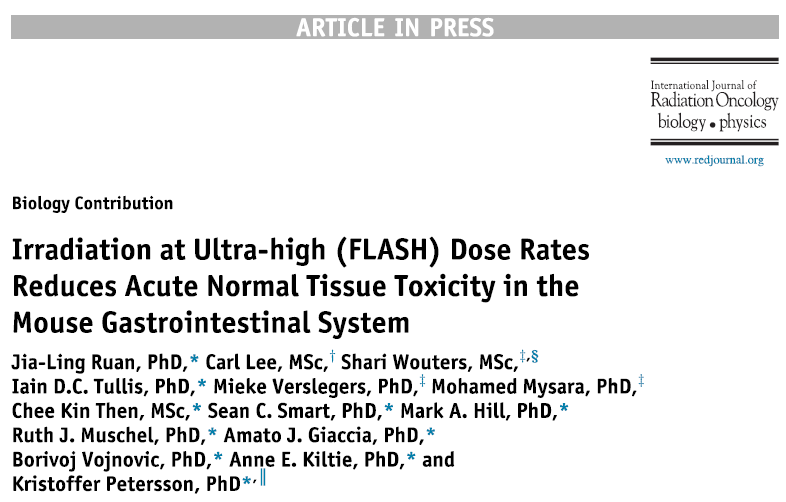 ARTICLE IN PRESS
International Journal of
Radiation Oncology
biology • physics
www.redjournal.org
Biology Contribution
Irradiation at Ultra-high (FLASH) Dose Rates
Reduces Acute Normal Tissue Toxicity in the
Mouse Gastrointestinal System
Jia-Ling Ruan, PhD,* Carl Lee, MSc,† Shari Wouters, MSc,‡,§
Iain D.C. Tullis, PhD,* Mieke Verslegers, PhD,‡ Mohamed Mysara, PhD,‡
Chee Kin Then, MSc,* Sean C. Smart, PhD,* Mark A. Hill, PhD,*
Ruth J. Muschel, PhD,* Amato J. Giaccia, PhD,*
Borivoj Vojnovic, PhD,* Anne E. Kiltie, PhD,* and
Kristoffer Petersson, PhD*,‖